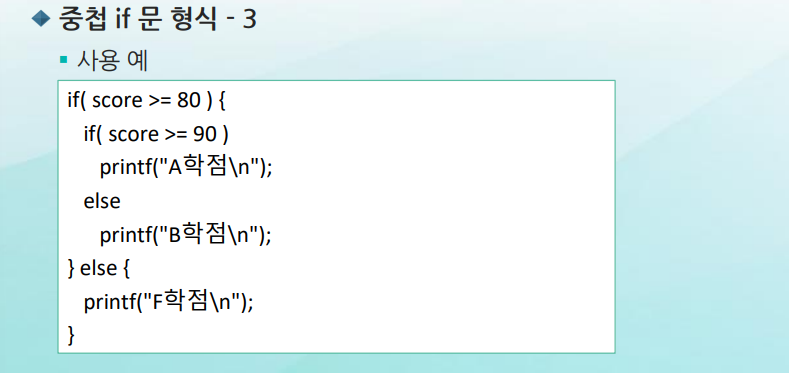 중첩 if 문 형식 - 3
사용 예
if( score >= 80 ) {
if( score >= 90 )
printf("A학점\n");
else
printf("B학점\n");
} else {
printf("F학점\n");
}